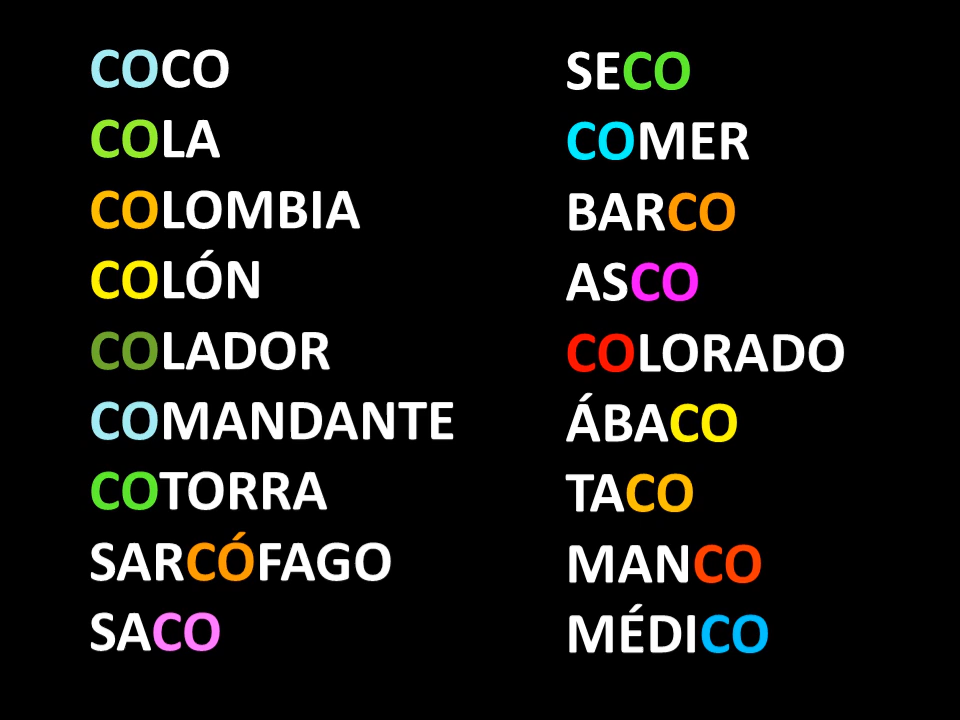 COCO
COLA
COLOMBIA
COLÓN
COLADOR
COMANDANTE
COTORRA
SARCÓFAGO
SACO
SECO
COMER
BARCO
ASCO
COLORADO
ÁBACO
TACO
MANCO
MÉDICO